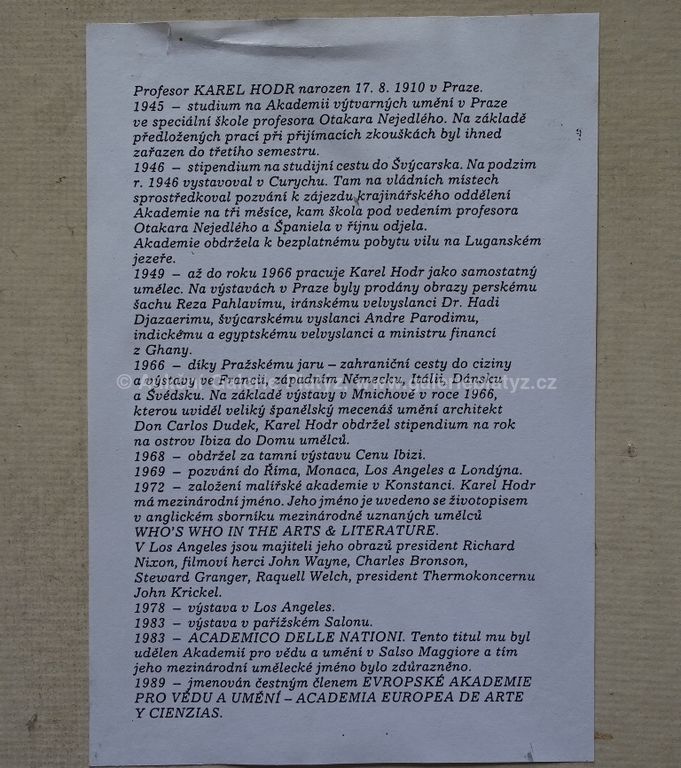 Profesor KAREL HODR narozen 17. 8. 1910 v Praze.
1945 – studium na Akademii výtvarných umění v Praze
ve speciální škole profesora Otakara Nejedlého. Na základě
předložených prací při přijímacích zkouškách byl ihned
zařazen do třetího semestru.
1946 – stipendium na studijní cestu do Švýcarska. Na podzim
r. 1946 vystavoval v Curychu. Tam na vládních místech
sprostředkoval pozvání k zájezdu krajinářského oddělení
Akademie na tři měsíce, kam škola pod vedením profesora
Otakara Nejedlého a Španiela v říjnu odjela.
Akademie obdržela k bezplatnému pobytu vilu na Luganském
jezeře.
1949 – až do roku 1966 pracuje Karel Hodr jako samostatný
umělec. Na výstavách v Praze byly prodány obrazy perskému
šachu Reza Pahlavímu, iránskému velvyslanci Dr. Hadi
Djazaerimu, švýcarskému vyslanci Andre Parodimu,
indickému a egyptskému velvyslanci a ministru financí
z Ghany.
1966 – díky Pražskému jaru – zahraniční cesty do ciziny
a výstavy ve Francii, západním Německu, Itálii, Dánsku
a Švédsku. Na základě výstavy v Mnichově v roce 1966,
kterou uviděl veliký španělský mecenáš umění architekt
Don Carlos Dudek, Karel Hodr obdržel stipendium na rok
na ostrov Ibiza do Domu umělců.
1968 – obdržel za tamní výstavu Cenu Ibizi.
1969 – pozvání do Říma, Monaca, Los Angeles a Londýna.
1972 – založení malířské akademie v Konstanci. Karel Hodr
má mezinárodní jméno. Jeho jméno je uvedeno se životopisem
v anglickém sborníku mezinárodně uznaných umělců
WHO'S WHO IN THE ARTS & LITERATURE.
V Los Angeles jsou majiteli jeho obrazů president Richard
Nixon, filmoví herci John Wayne, Charles Bronson,
Steward Granger, Raquell Welch, president Thermokoncernu
John Krickel.
1978 – výstava v Los Angeles.
1983 – výstava v pařížském Salonu.
1983 – ACADEMICO DELLE NATIONI. Tento titul mu byl
udělen Akademií pro vědu a umění v Salso Maggiore a tím
jeho mezinárodní umělecké jméno bylo zdůrazněno.
1989 – jmenován čestným členem EVROPSKÉ AKADEMIE
PRO VĚDU A UMĚNÍ – ACADEMIA EUROPEA DE ARTE
Y CIENZIAS.